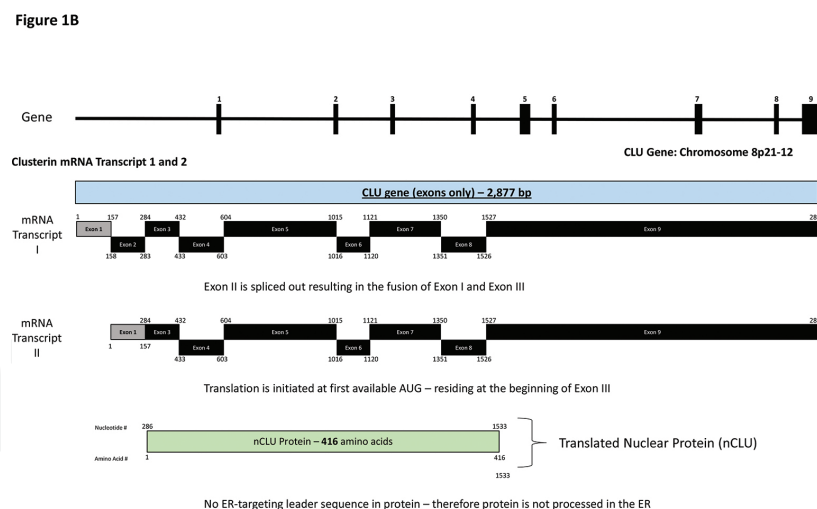 Figure 1B
1 2 3 4 5 6 7 8 9
Gene
CLU Gene: Chromosome 8p21-12
Clusterin mRNA Transcript 1 and 2
CLU gene (exons only) – 2,877 bp
mRNA Transcript I
1 157 284 432 604 1015 1121 1350 1527 28
Exon 1 Exon 3 Exon 5 Exon 7 Exon 9
Exon 2 Exon 4 Exon 6 Exon 8
158 283 433 603 1016 1120 1351 1526
Exon II is spliced out resulting in the fusion of Exon I and Exon III
mRNA Transcript II
284 432 604 1015 1121 1350 1527 28
Exon 1 Exon 3 Exon 5 Exon 7 Exon 9
1 157 Exon 4 Exon 6 Exon 8
433 603 1016 1120 1351 1526
Translation is initiated at first available AUG – residing at the beginning of Exon III
Nucleotide # 286 1533
nCLU Protein – 416 amino acids
Translated Nuclear Protein (nCLU)
Amino Acid # 1 416
1533
No ER-targeting leader sequence in protein – therefore protein is not processed in the ER